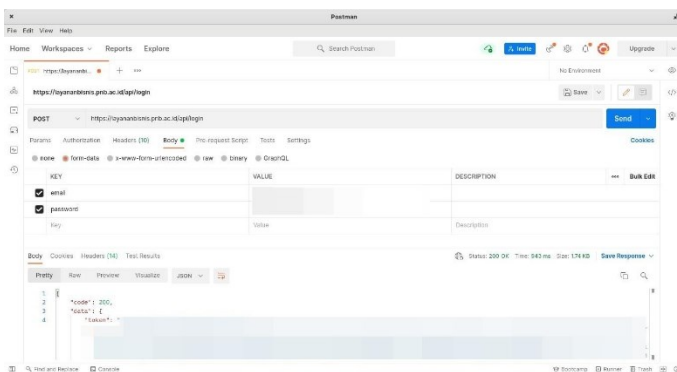 Postman
File Edit View Help
Home Workspaces Reports Explore Search Postman Invite Upgrade
POST https://layananbi... No Environment
https://layananbisnis.pnb.ac.id/api/login Save
POST https://layananbisnis.pnb.ac.id/api/login Send
Params Authorization Headers (10) Body Pre-request Script Tests Settings Cookies
none form-data x-www-form-urlencoded raw binary GraphQL
KEY VALUE DESCRIPTION Bulk Edit
email
password
Key Value Description
Body Cookies Headers (14) Test Results Status: 200 OK Time: 943 ms Size: 1.74 KB Save Response
Pretty Raw Preview Visualize JSON
1 {
2 "code": 200,
3 "data": {
4 "token": "
Find and Replace Console Bootcamp Runner Trash